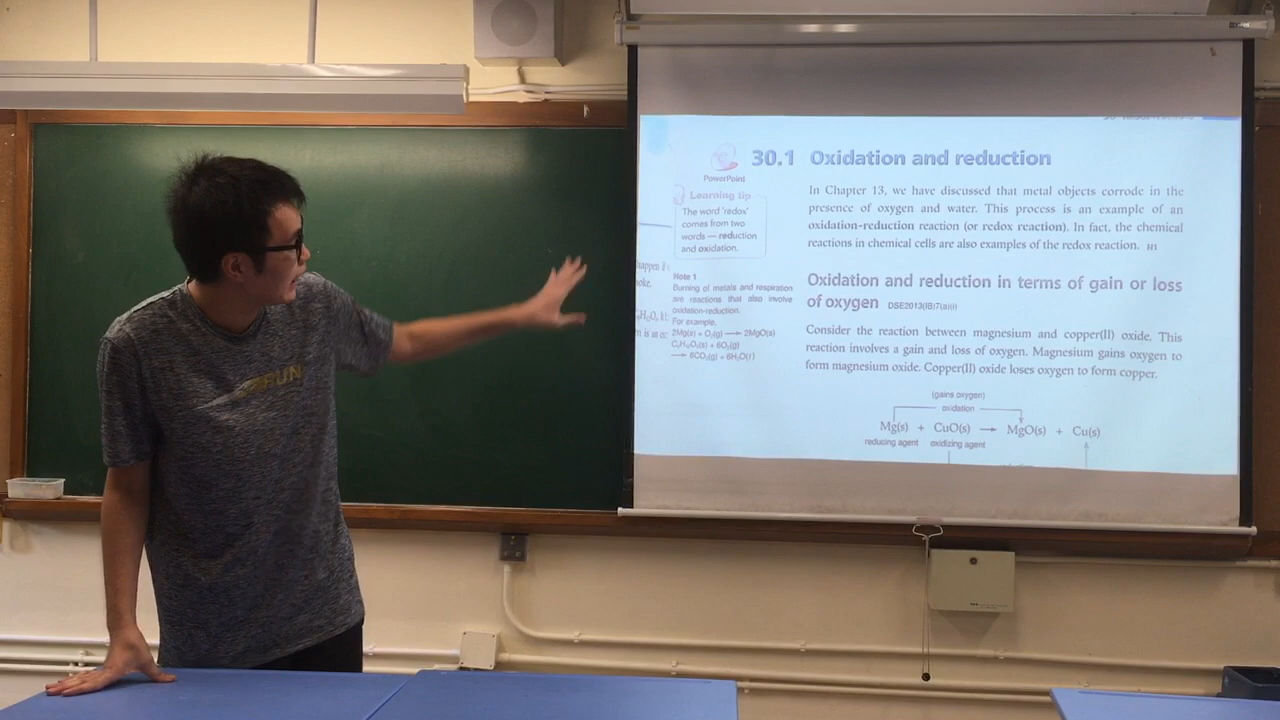 RUN
30.1 Oxidation and reduction
PowerPoint
Learning tip
The word 'redox'
comes from two
words — reduction
and oxidation.
In Chapter 13, we have discussed that metal objects corrode in the
presence of oxygen and water. This process is an example of an
oxidation-reduction reaction (or redox reaction). In fact, the chemical
reactions in chemical cells are also examples of the redox reaction.
Note 1
Burning of metals and respiration
are reactions that also involve
oxidation-reduction.
For example,
2Mg(s) + O₂(g) ⟶ 2MgO(s)
C₆H₁₂O₆(s) + 6O₂(g)
⟶ 6CO₂(g) + 6H₂O(l)
Oxidation and reduction in terms of gain or loss
of oxygen DSE2013(IB)7(a)(i)
Consider the reaction between magnesium and copper(II) oxide. This
reaction involves a gain and loss of oxygen. Magnesium gains oxygen to
form magnesium oxide. Copper(II) oxide loses oxygen to form copper.
(gains oxygen)
oxidation
Mg(s) + CuO(s) ⟶ MgO(s) + Cu(s)
reducing agent oxidizing agent